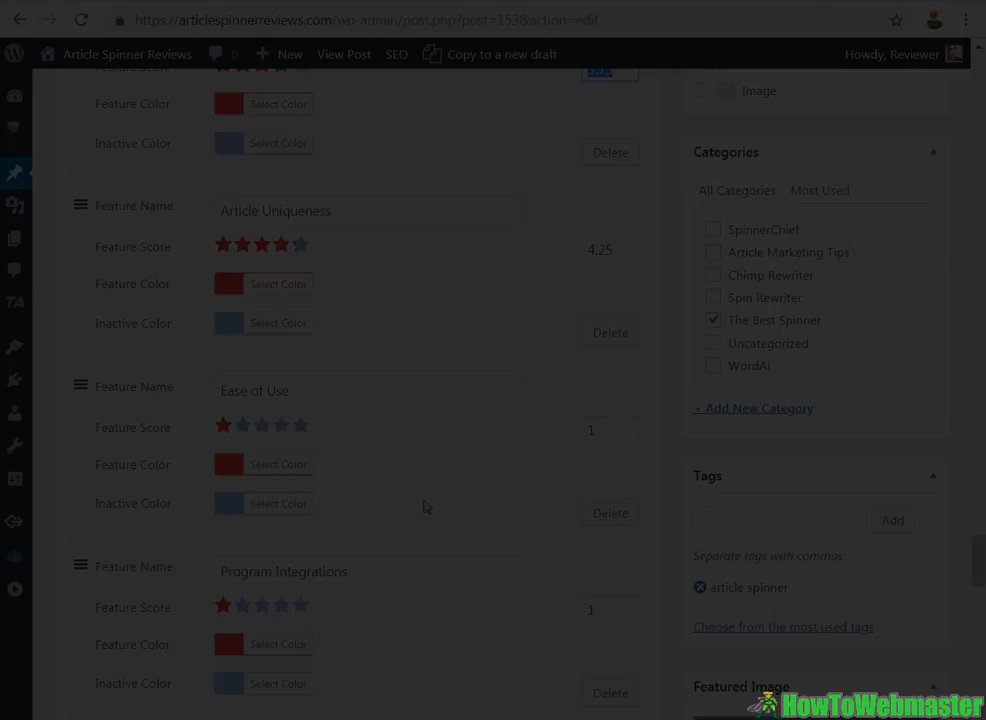 https://articlespinnerreviews.com/wp-admin/post.php?post=153&action=edit
Article Spinner Reviews 0 New View Post SEO Copy to a new draft Howdy, Reviewer
Feature Color Select Color
Image
Inactive Color Select Color
Delete
Categories
All Categories Most Used
Feature Name Article Uniqueness
SpinnerChief
Feature Score 4.25
Article Marketing Tips
Chimp Rewriter
Feature Color Select Color
Spin Rewriter
Inactive Color Select Color
The Best Spinner
Delete
Uncategorized
WordAi
Feature Name Ease of Use
+ Add New Category
Feature Score 1
Feature Color Select Color
Tags
Inactive Color Select Color
Delete
Add
Separate tags with commas
Feature Name Program Integrations
article spinner
Feature Score 1
Choose from the most used tags
Feature Color Select Color
Inactive Color Select Color
Delete
Featured Image
HowToWebmaster
TA